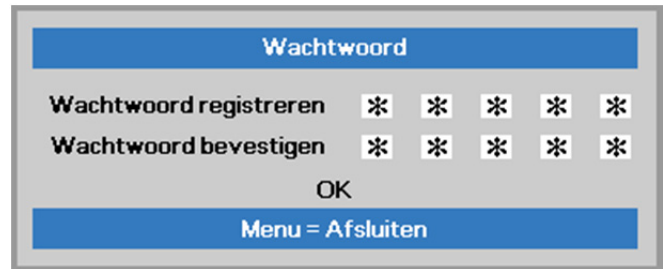 Wachtwoord
Wachtwoord registreren * * * * *
Wachtwoord bevestigen * * * * *
OK
Menu = Afsluiten